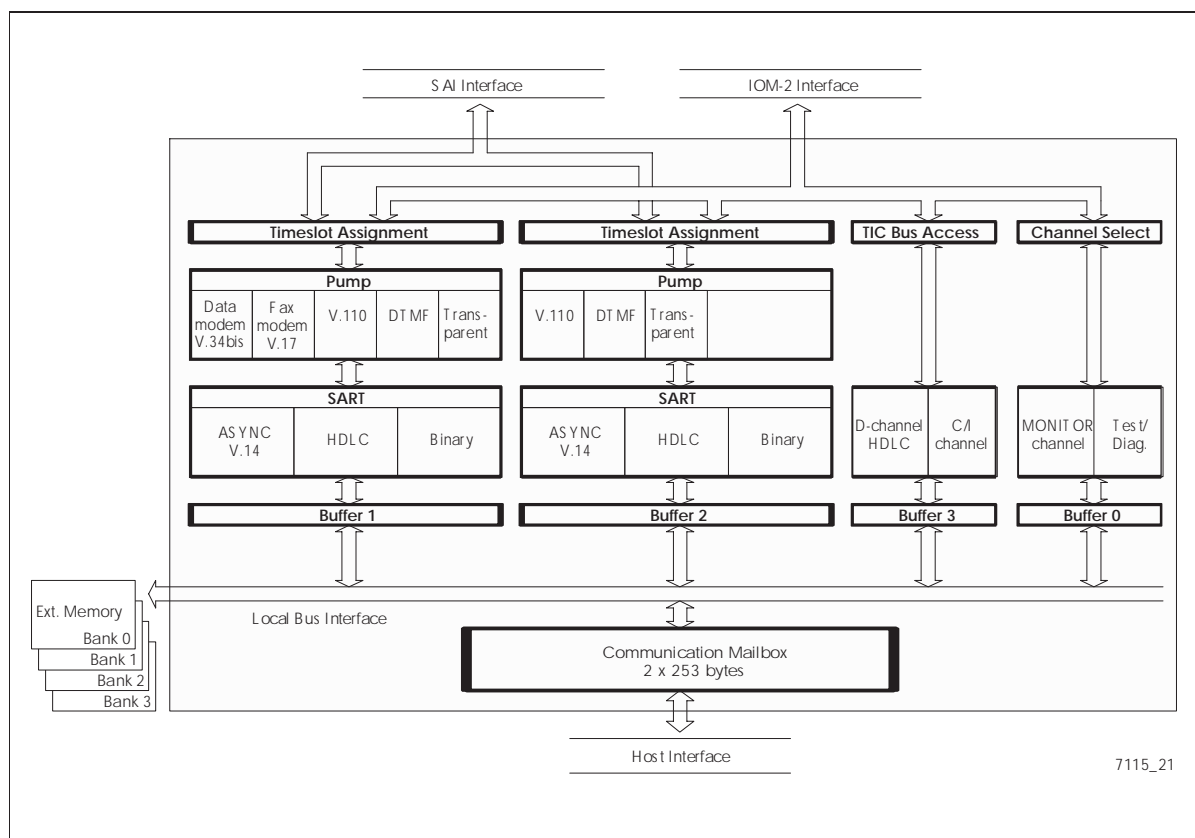 SAI Interface
IOM-2 Interface
Timeslot Assignment
Timeslot Assignment
TIC Bus Access
Channel Select
Pump
Data
modem
V.34bis
Fax
modem
V.17
V.110
DTMF
Trans-
parent
Pump
V.110
DTMF
Trans-
parent
SART
ASYNC
V.14
HDLC
Binary
SART
ASYNC
V.14
HDLC
Binary
D-channel
HDLC
C/I
channel
MONITOR
channel
Test/
Diag.
Buffer 1
Buffer 2
Buffer 3
Buffer 0
Ext. Memory
Bank 0
Bank 1
Bank 2
Bank 3
Local Bus Interface
Communication Mailbox
2 x 253 bytes
Host Interface
7115_21